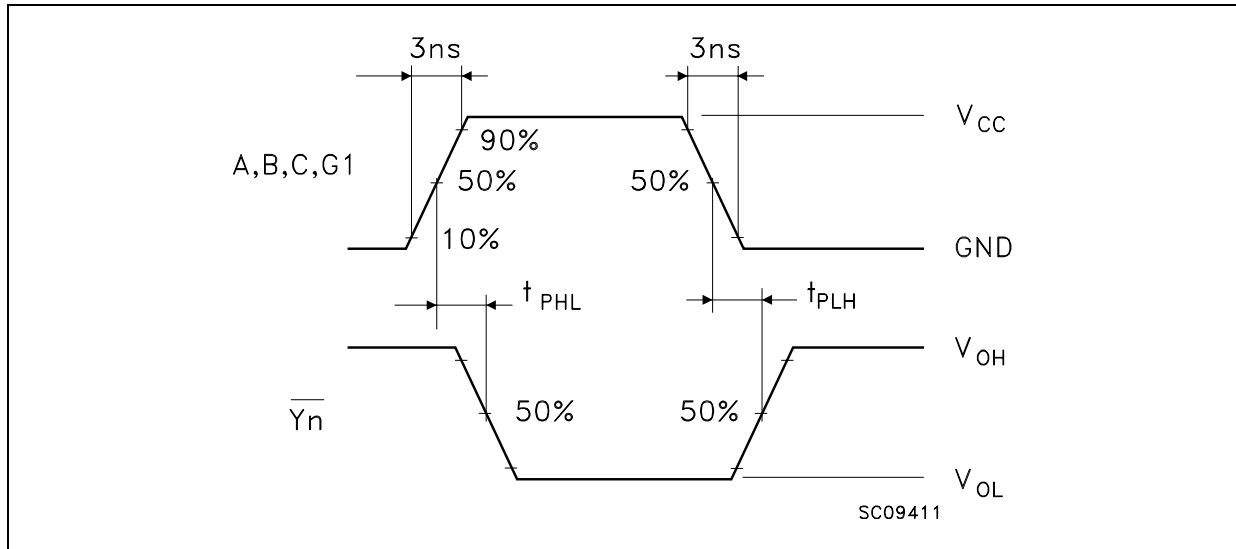 3ns 3ns
V_CC
90%
A,B,C,G1 50% 50%
10% GND
t_PHL t_PLH
V_OH
Yn 50% 50%
V_OL
SC09411